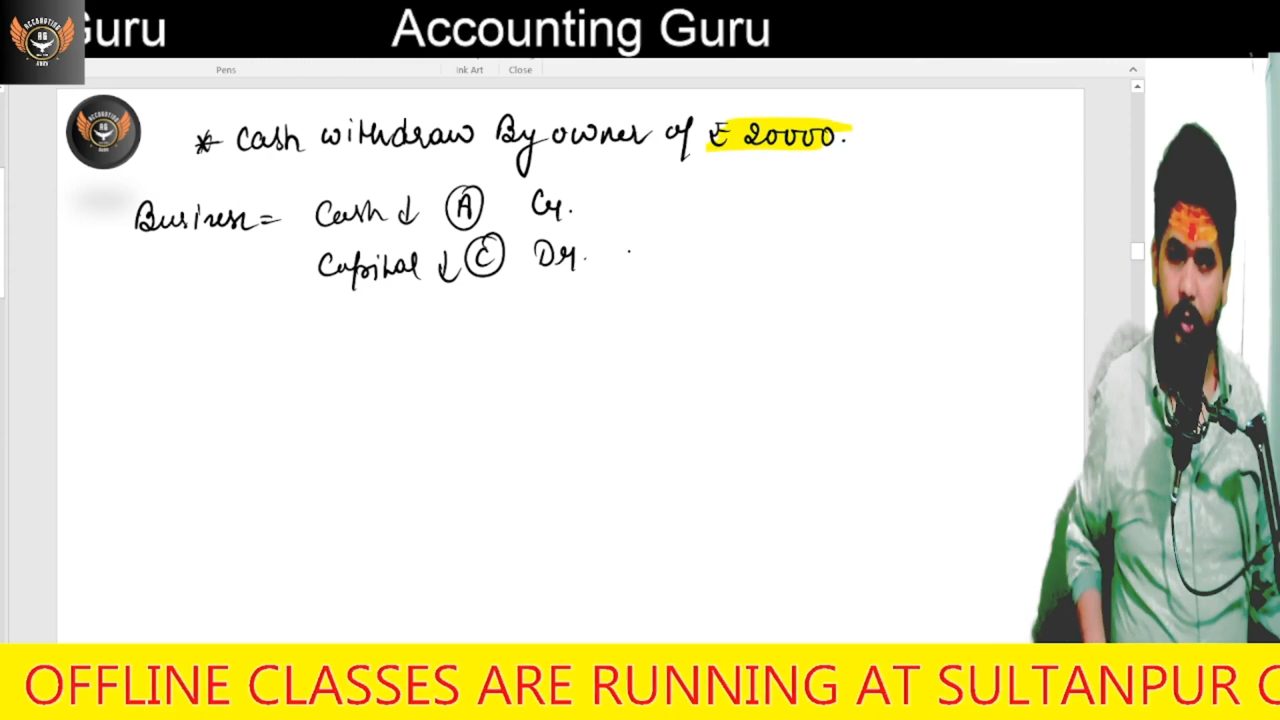 Guru Accounting Guru
Pens Ink Art Close
* Cash withdraw By owner of ₹ 20000.
Business = Cash ↓ (A) Cr.
Capital ↓ (C) Dr.
OFFLINE CLASSES ARE RUNNING AT SULTANPUR C